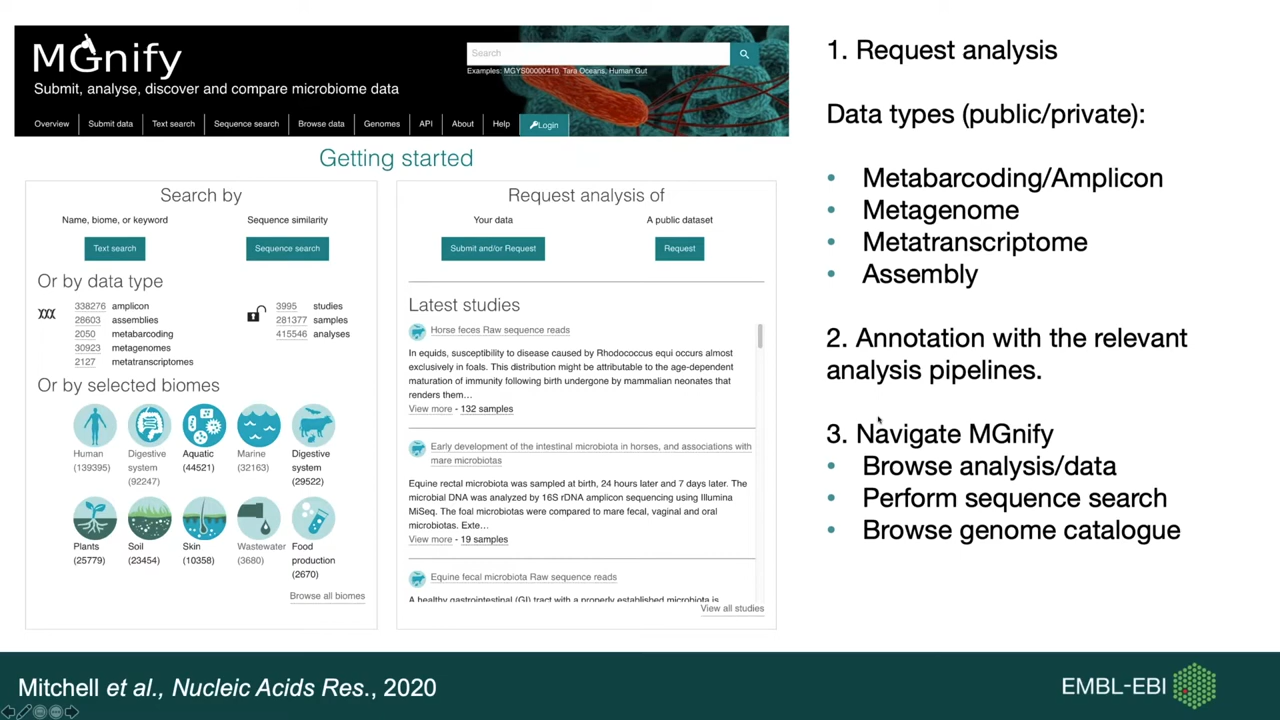 MGnify
Submit, analyse, discover and compare microbiome data
Search
Examples: MGYS00000410, Tara Oceans, Human Gut
Overview Submit data Text search Sequence search Browse data Genomes API About Help Login
Getting started
Search by
Name, biome, or keyword Sequence similarity
Text search Sequence search
Or by data type
338276 amplicon
28603 assemblies
2050 metabarcoding
30923 metagenomes
2127 metatranscriptomes
3995 studies
281377 samples
415546 analyses
Or by selected biomes
Human
(139395)
Digestive
system
(92247)
Aquatic
(44521)
Marine
(32163)
Digestive
system
(29522)
Plants
(25779)
Soil
(23454)
Skin
(10358)
Wastewater
(3680)
Food
production
(2670)
Browse all biomes
Request analysis of
Your data A public dataset
Submit and/or Request Request
Latest studies
Horse feces Raw sequence reads
In equids, susceptibility to disease caused by Rhodococcus equi occurs almost
exclusively in foals. This distribution might be attributable to the age-dependent
maturation of immunity following birth undergone by mammalian neonates that
renders them…
View more - 132 samples
Early development of the intestinal microbiota in horses, and associations with
mare microbiotas
Equine rectal microbiota was sampled at birth, 24 hours later and 7 days later. The
microbial DNA was analyzed by 16S rDNA amplicon sequencing using Illumina
MiSeq. The foal microbiotas were compared to mare fecal, vaginal and oral
microbiotas. Exte…
View more - 19 samples
Equine fecal microbiota Raw sequence reads
A healthy gastrointestinal (GI) tract with a properly established microbiota is
View all studies
1. Request analysis
Data types (public/private):
• Metabarcoding/Amplicon
• Metagenome
• Metatranscriptome
• Assembly
2. Annotation with the relevant
analysis pipelines.
3. Navigate MGnify
• Browse analysis/data
• Perform sequence search
• Browse genome catalogue
Mitchell et al., Nucleic Acids Res., 2020
EMBL-EBI